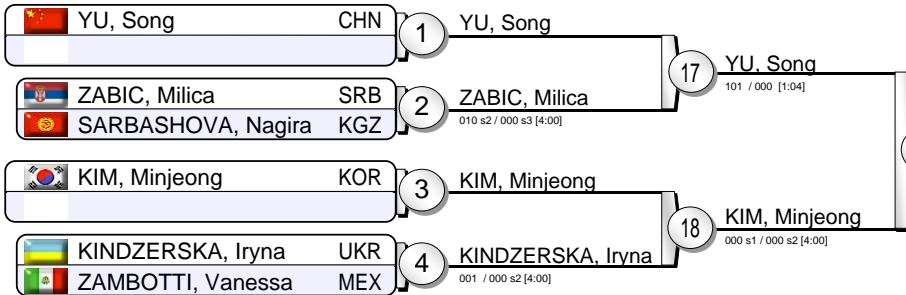 YU, Song CHN
1
YU, Song
ZABIC, Milica SRB
SARBASHOVA, Nagira KGZ
2
ZABIC, Milica
010 s2 / 000 s3 [4:00]
17
YU, Song
101 / 000 [1:04]
KIM, Minjeong KOR
3
KIM, Minjeong
KINDZERSKA, Iryna UKR
ZAMBOTTI, Vanessa MEX
4
KINDZERSKA, Iryna
001 / 000 s2 [4:00]
18
KIM, Minjeong
000 s1 / 000 s2 [4:00]